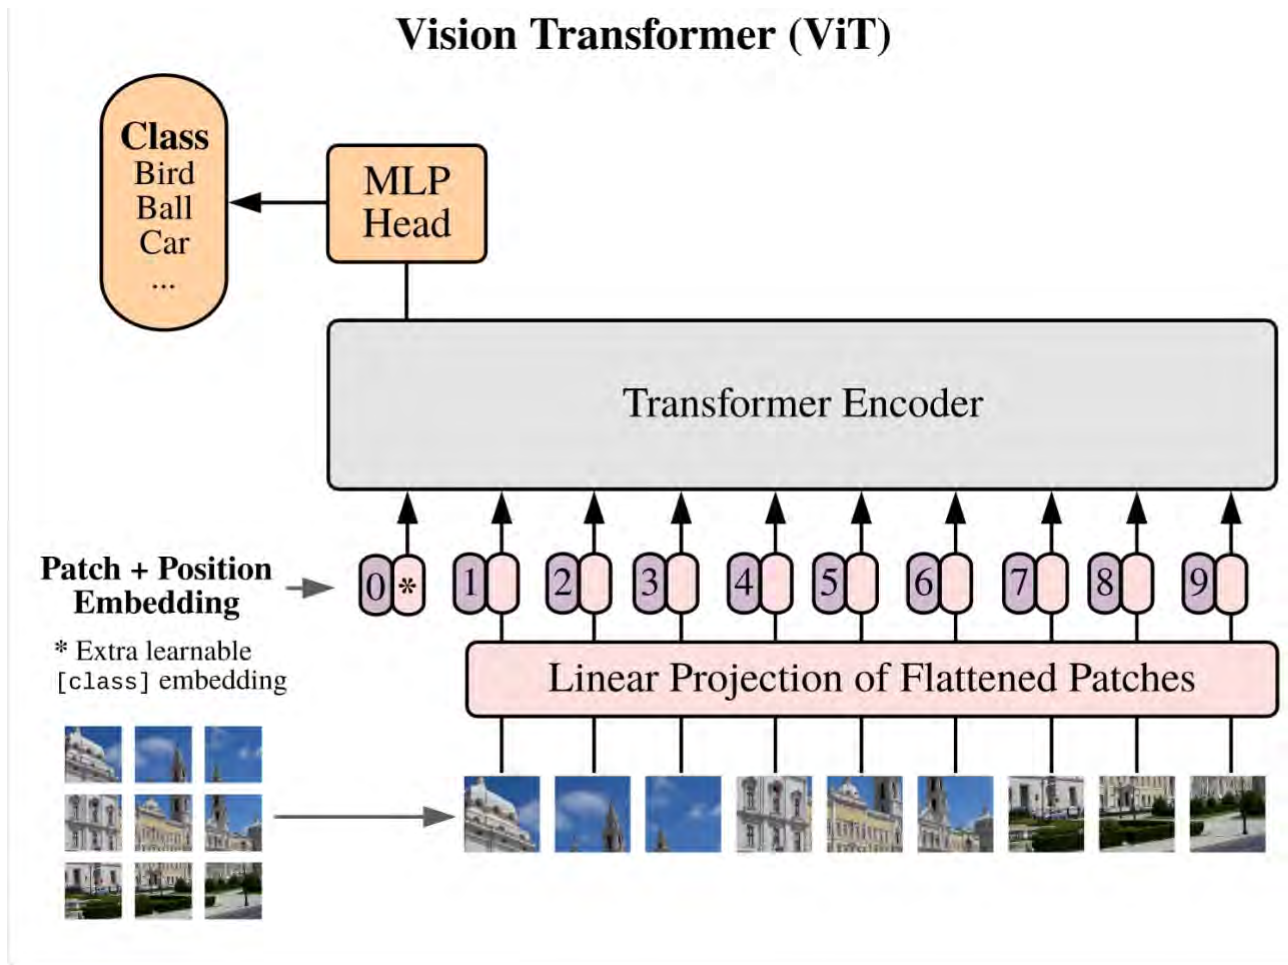 Vision Transformer (ViT)
Class
Bird
Ball
Car
...
MLP
Head
Transformer Encoder
Patch + Position
Embedding
0 * 1 2 3 4 5 6 7 8 9
* Extra learnable
[class] embedding
Linear Projection of Flattened Patches